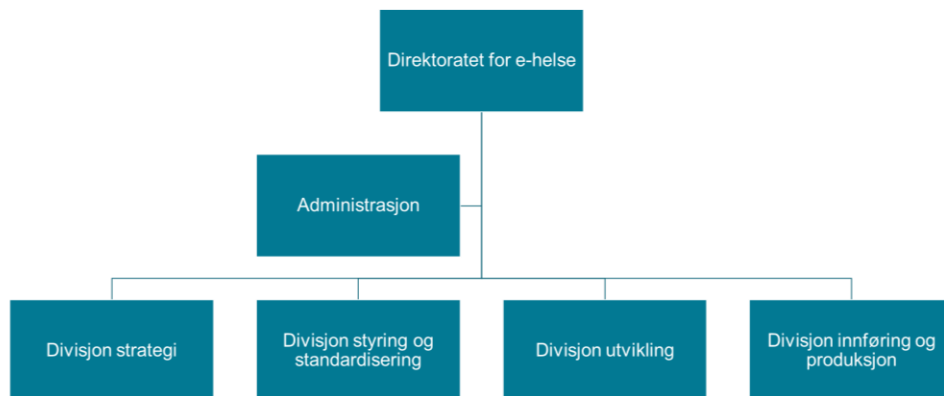 Direktoratet for e-helse
Administrasjon
Divisjon strategi
Divisjon styring og
standardisering
Divisjon utvikling
Divisjon innføring og
produksjon